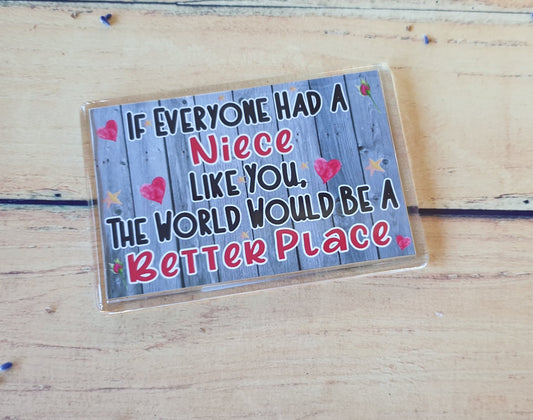 If Everyone Had A
Niece
Like You,
The World Would Be A
Better Place